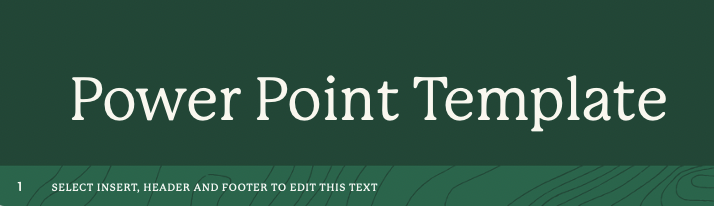 Power Point Template
1
SELECT INSERT, HEADER AND FOOTER TO EDIT THIS TEXT